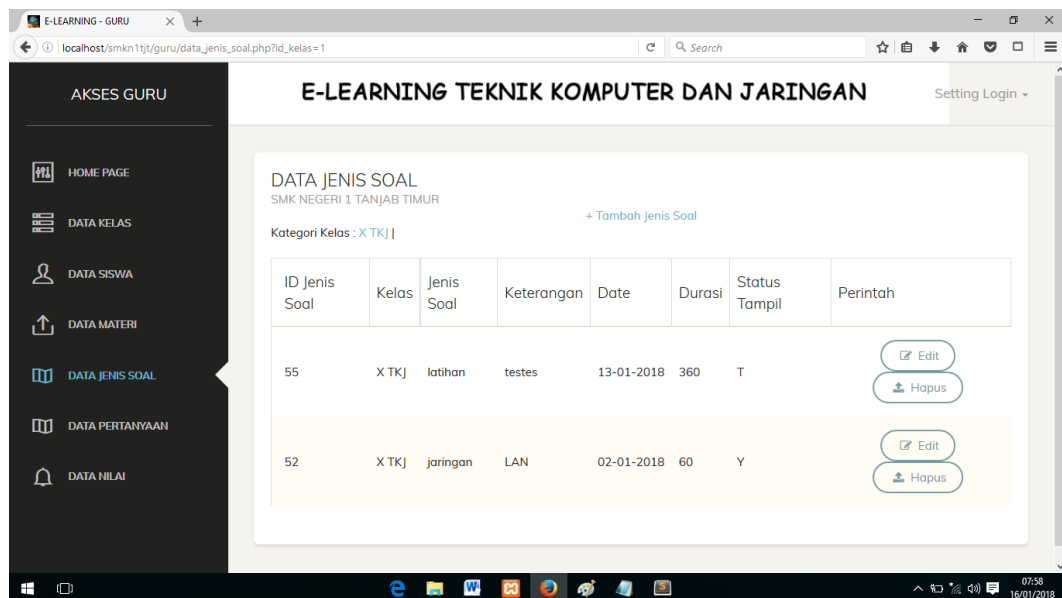 E-LEARNING - GURU
localhost/smkn1tjt/guru/data_jenis_soal.php?id_kelas=1
Search
AKSES GURU
E-LEARNING TEKNIK KOMPUTER DAN JARINGAN
Setting Login
HOME PAGE
DATA KELAS
DATA SISWA
DATA MATERI
DATA JENIS SOAL
DATA PERTANYAAN
DATA NILAI
DATA JENIS SOAL
SMK NEGERI 1 TANJAB TIMUR
+ Tambah Jenis Soal
Kategori Kelas : X TKJ |
ID Jenis Soal Kelas Jenis Soal Keterangan Date Durasi Status Tampil Perintah
55 X TKJ latihan testes 13-01-2018 360 T
Edit
Hapus
52 X TKJ jaringan LAN 02-01-2018 60 Y
Edit
Hapus
07:58
16/01/2018